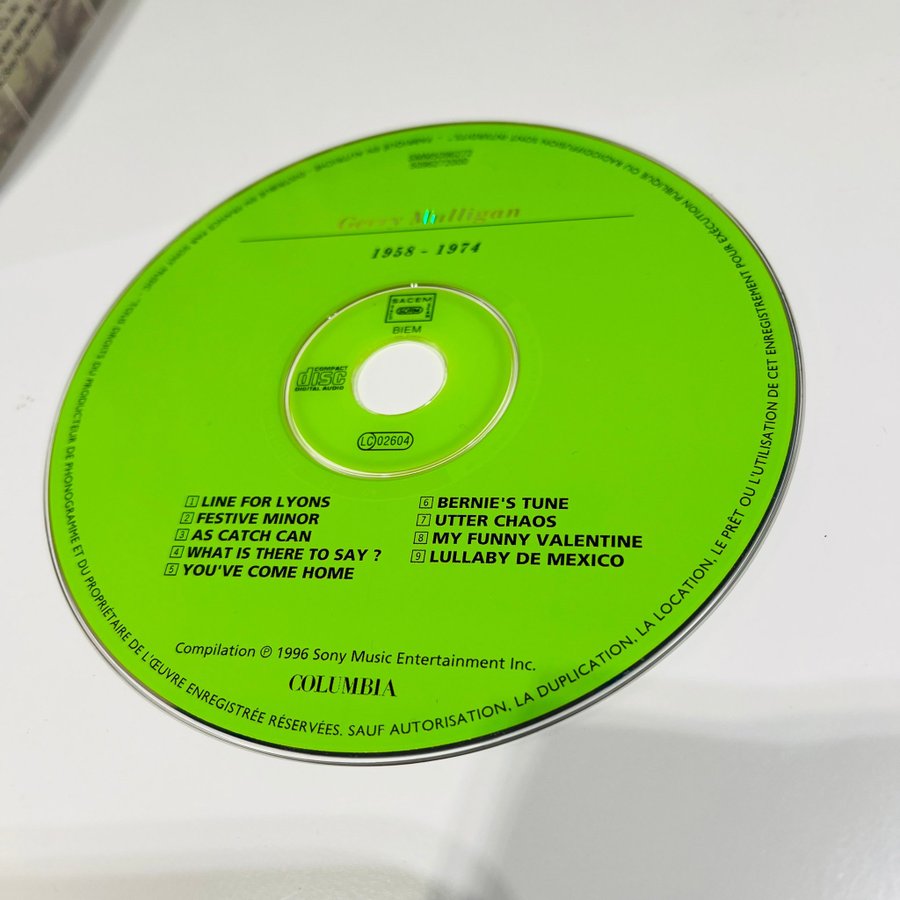 Gerry Mulligan
1958 - 1974
SACEM
BIEM
COMPACT
disc
DIGITAL AUDIO
LC 02604
1 LINE FOR LYONS
2 FESTIVE MINOR
3 AS CATCH CAN
4 WHAT IS THERE TO SAY ?
5 YOU'VE COME HOME
6 BERNIE'S TUNE
7 UTTER CHAOS
8 MY FUNNY VALENTINE
9 LULLABY DE MEXICO
Compilation ℗ 1996 Sony Music Entertainment Inc.
COLUMBIA
DROITS DU PRODUCTEUR DE PHONOGRAMME ET DU PROPRIÉTAIRE DE L'ŒUVRE ENREGISTRÉE RÉSERVÉES. SAUF AUTORISATION, LA DUPLICATION, LA LOCATION, LE PRÊT OU L'UTILISATION DE CET ENREGISTREMENT POUR EXÉCUTION PUBLIQUE OU RADIODIFFUSION SONT INTERDITS